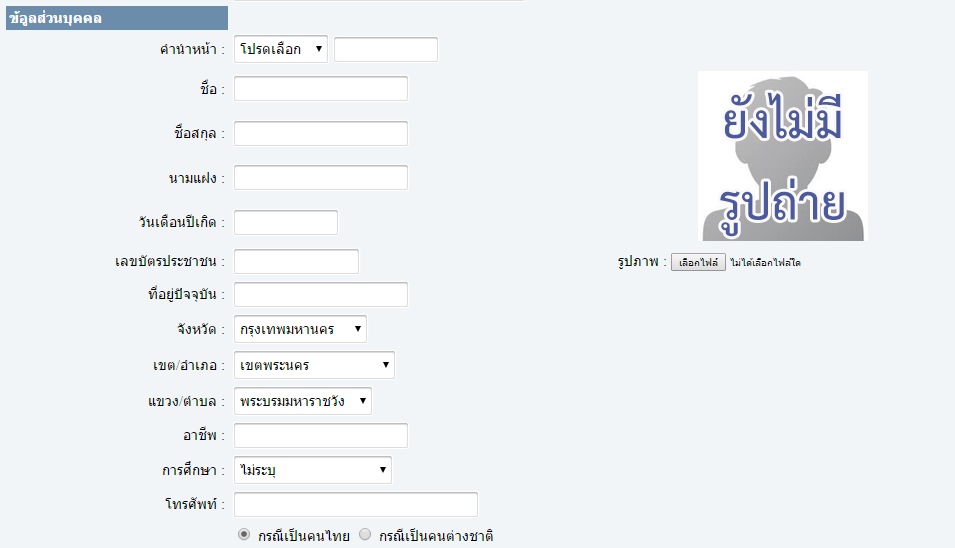 ข้อูลส่วนบุคคล
คำนำหน้า : โปรดเลือก
ชื่อ :
ชื่อสกุล :
นามแฝง :
วันเดือนปีเกิด :
ยังไม่มี
รูปถ่าย
เลขบัตรประชาชน :
รูปภาพ : เลือกไฟล์ ไม่ได้เลือกไฟล์ใด
ที่อยู่ปัจจุบัน :
จังหวัด : กรุงเทพมหานคร
เขต/อำเภอ : เขตพระนคร
แขวง/ตำบล : พระบรมมหาราชวัง
อาชีพ :
การศึกษา : ไม่ระบุ
โทรศัพท์ :
กรณีเป็นคนไทย กรณีเป็นคนต่างชาติ